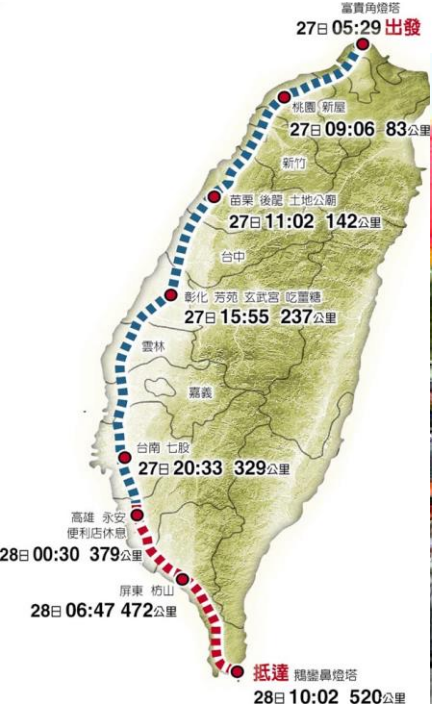 富貴角燈塔
27日 05:29 出發
桃園 新屋
27日 09:06 83公里
新竹
苗栗 後龍 土地公廟
27日 11:02 142公里
台中
彰化 芳苑 玄武宮 吃薑糖
27日 15:55 237公里
雲林
嘉義
台南 七股
27日 20:33 329公里
高雄 永安
便利店休息
28日 00:30 379公里
屏東 枋山
28日 06:47 472公里
抵達 鵝鑾鼻燈塔
28日 10:02 520公里